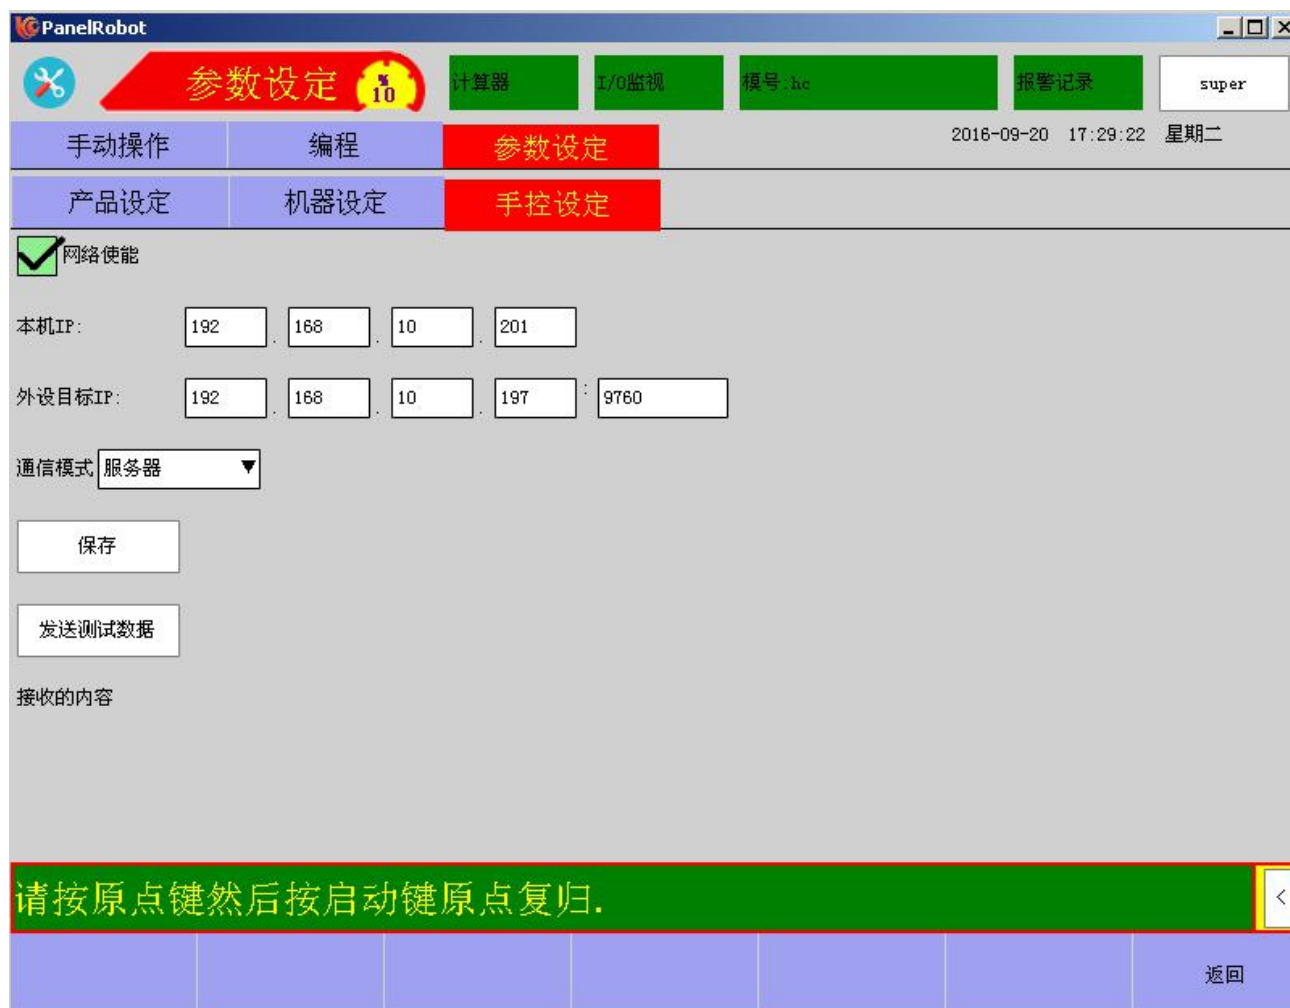 PanelRobot
参数设定 % 10 计算器 I/O监视 模号:hc 报警记录 super
手动操作 编程 参数设定 2016-09-20 17:29:22 星期二
产品设定 机器设定 手控设定
网络使能
本机IP: 192 . 168 . 10 . 201
外设目标IP: 192 . 168 . 10 . 197 : 9760
通信模式 服务器
保存
发送测试数据
接收的内容
请按原点键然后按启动键原点复归.
<
返回